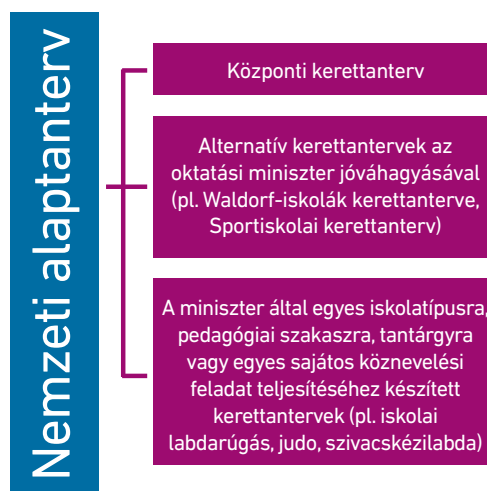 Nemzeti alaptanterv
Központi kerettanterv
Alternatív kerettantervek az
oktatási miniszter jóváhagyásával
(pl. Waldorf-iskolák kerettanterve,
Sportiskolai kerettanterv)
A miniszter által egyes iskolatípusra,
pedagógiai szakaszra, tantárgyra
vagy egyes sajátos köznevelési
feladat teljesítéséhez készített
kerettantervek (pl. iskolai
labdarúgás, judo, szivacskézilabda)